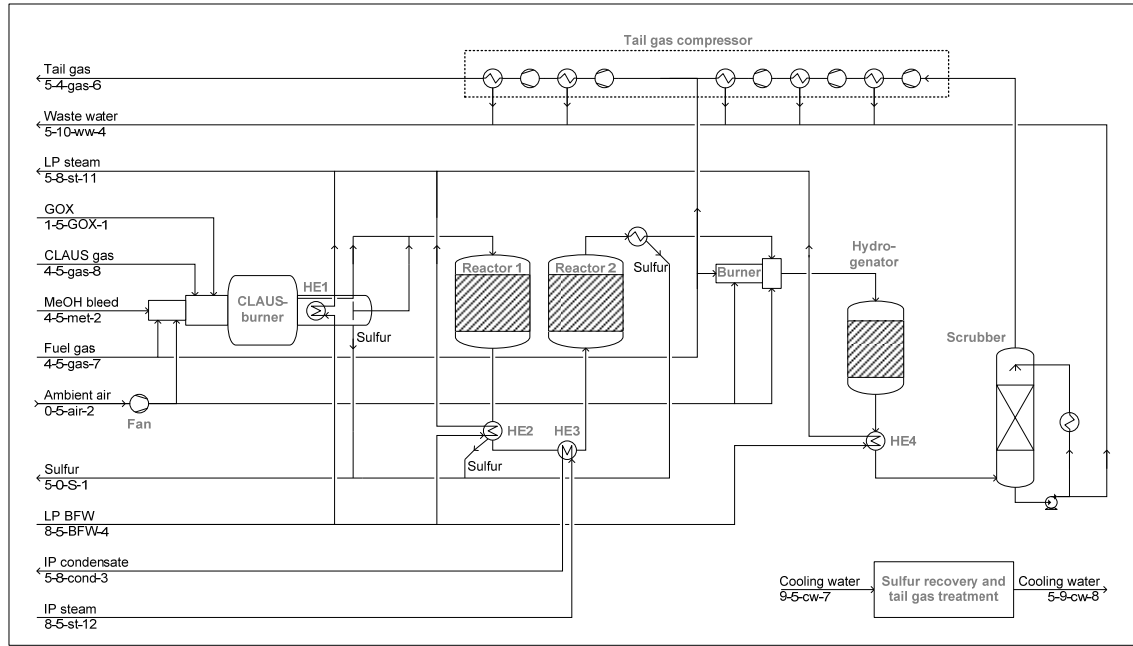 Tail gas compressor
Tail gas
5-4-gas-6
Waste water
5-10-ww-4
LP steam
5-8-st-11
GOX
1-5-GOX-1
CLAUS gas
4-5-gas-8
MeOH bleed
4-5-met-2
Fuel gas
4-5-gas-7
Ambient air
0-5-air-2
Fan
Sulfur
5-0-S-1
LP BFW
8-5-BFW-4
IP condensate
5-8-cond-3
IP steam
8-5-st-12
CLAUS-
burner
HE1
Sulfur
Reactor 1
Reactor 2
Sulfur
HE2
HE3
Sulfur
Burner
Hydro-
genator
HE4
Scrubber
Cooling water
9-5-cw-7
Sulfur recovery and
tail gas treatment
Cooling water
5-9-cw-8